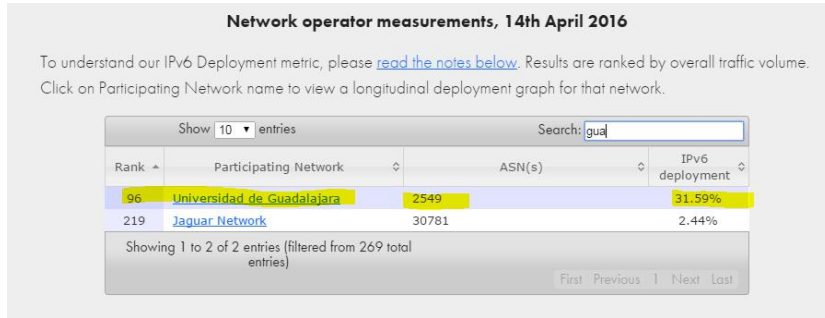 Network operator measurements, 14th April 2016
To understand our IPv6 Deployment metric, please read the notes below. Results are ranked by overall traffic volume.
Click on Participating Network name to view a longitudinal deployment graph for that network.
Show 10 entries Search: gua
Rank Participating Network ASN(s) IPv6 deployment
96 Universidad de Guadalajara 2549 31.59%
219 Jaguar Network 30781 2.44%
Showing 1 to 2 of 2 entries (filtered from 269 total
entries)
First Previous 1 Next Last